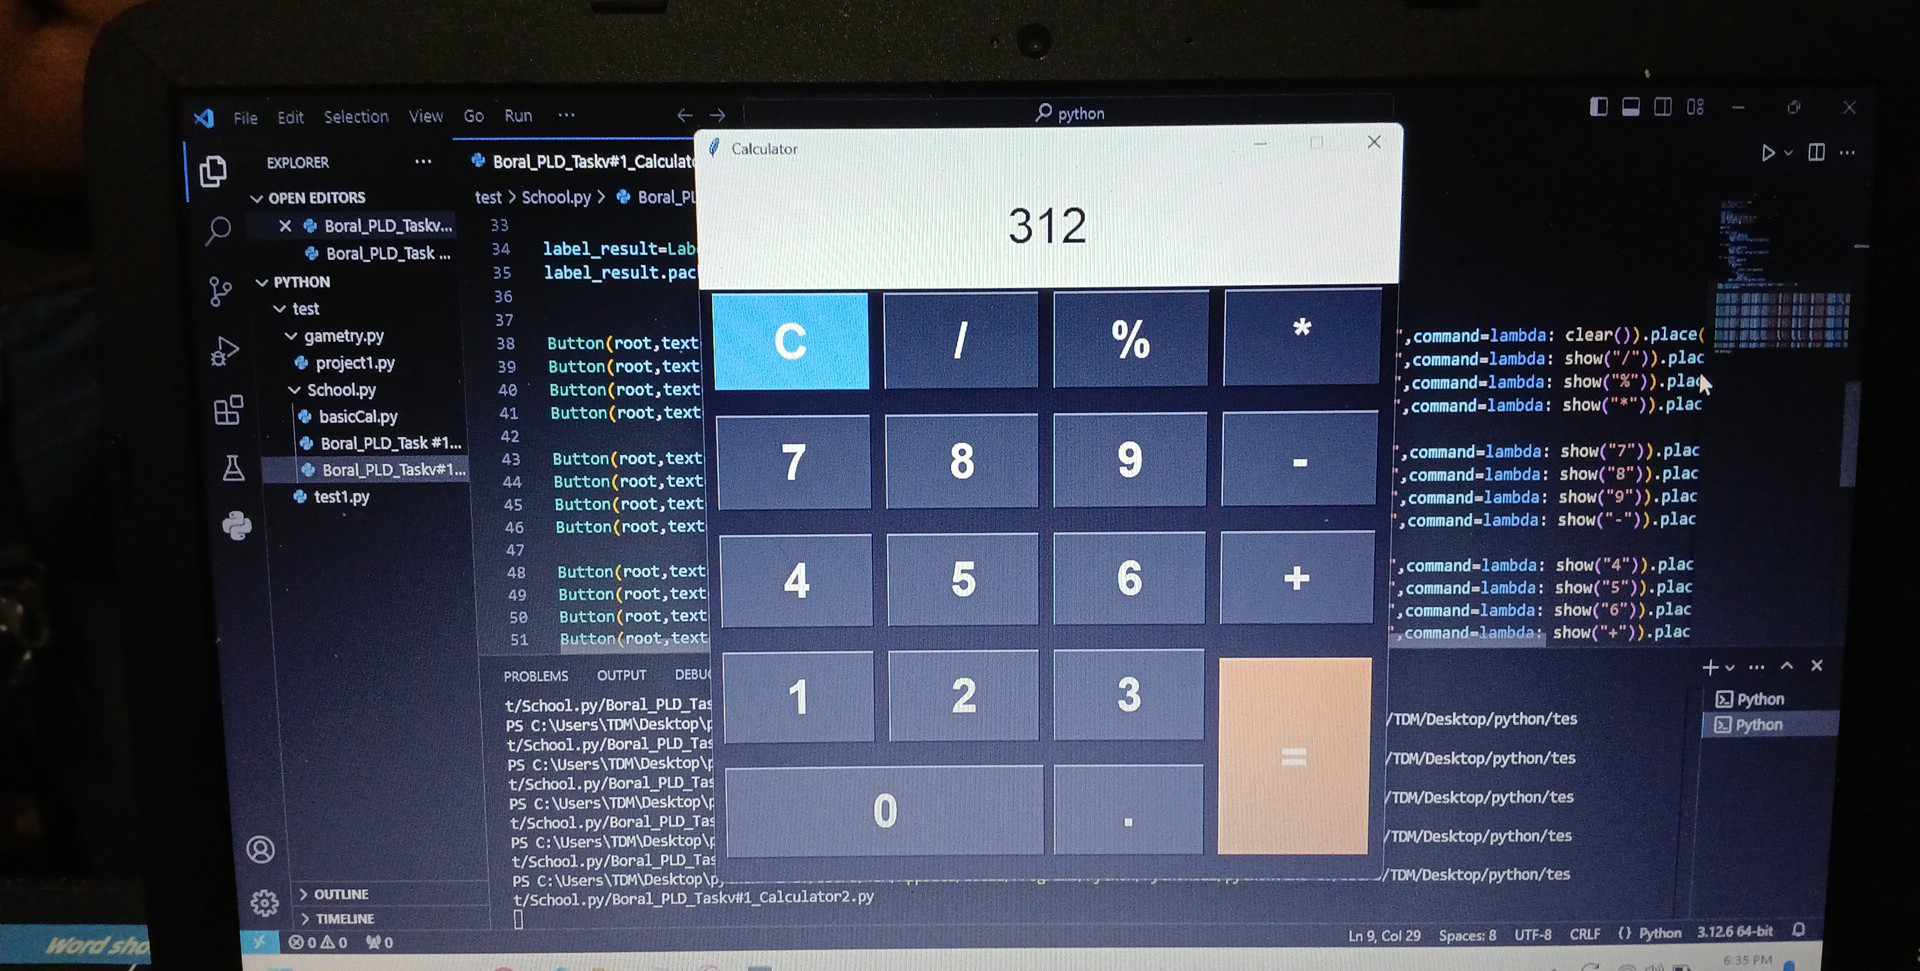 File Edit Selection View Go Run ... python
EXPLORER ...
OPEN EDITORS
Boral_PLD_Taskv...
Boral_PLD_Task ...
PYTHON
test
gametry.py
project1.py
School.py
basicCal.py
Boral_PLD_Task #1...
Boral_PLD_Taskv#1...
test1.py
OUTLINE
TIMELINE
Boral_PLD_Taskv#1_Calculat
test > School.py > Boral_PL
33
34 label_result=Lab
35 label_result.pac
36
37
38 Button(root,text ",command=lambda: clear()).place(
39 Button(root,text ",command=lambda: show("/")).plac
40 Button(root,text ",command=lambda: show("%")).plac
41 Button(root,text ",command=lambda: show("*")).plac
42
43 Button(root,text ",command=lambda: show("7")).plac
44 Button(root,text ",command=lambda: show("8")).plac
45 Button(root,text ",command=lambda: show("9")).plac
46 Button(root,text ",command=lambda: show("-")).plac
47
48 Button(root,text ",command=lambda: show("4")).plac
49 Button(root,text ",command=lambda: show("5")).plac
50 Button(root,text ",command=lambda: show("6")).plac
51 Button(root,text ",command=lambda: show("+")).plac
Calculator
312
C / % *
7 8 9 -
4 5 6 +
1 2 3 =
0 .
PROBLEMS OUTPUT DEBU
t/School.py/Boral_PLD_Tas
PS C:\Users\TDM\Desktop\p /TDM/Desktop/python/tes
t/School.py/Boral_PLD_Tas
PS C:\Users\TDM\Desktop\p /TDM/Desktop/python/tes
t/School.py/Boral_PLD_Tas
PS C:\Users\TDM\Desktop\p /TDM/Desktop/python/tes
t/School.py/Boral_PLD_Tas
PS C:\Users\TDM\Desktop\p /TDM/Desktop/python/tes
t/School.py/Boral_PLD_Tas
PS C:\Users\TDM\Desktop\p /TDM/Desktop/python/tes
t/School.py/Boral_PLD_Taskv#1_Calculator2.py
Python
Python
0 0 0 Ln 9, Col 29 Spaces: 8 UTF-8 CRLF {} Python 3.12.6 64-bit
Word sho
6:35 PM